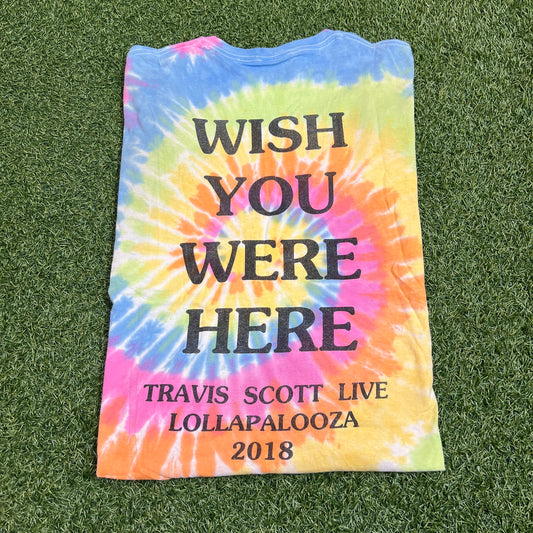 WISH
YOU
WERE
HERE
TRAVIS SCOTT LIVE
LOLLAPALOOZA
2018